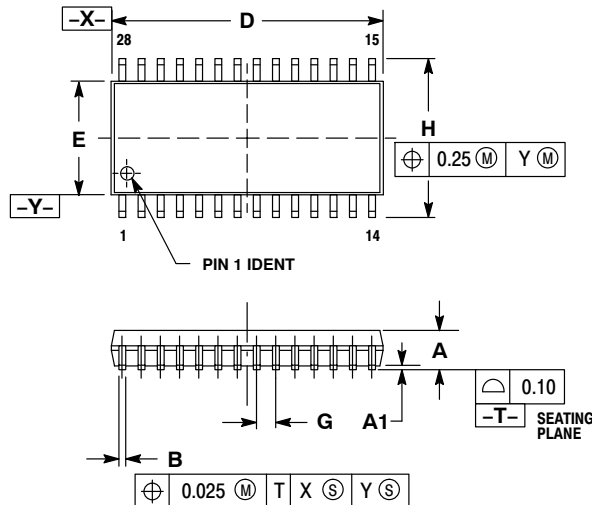 –X–
D
28
15
E
H
⌖ 0.25 Ⓜ Y Ⓜ
–Y–
1
14
PIN 1 IDENT
A
G
A1
⌓ 0.10
–T– SEATING
PLANE
B
⌖ 0.025 Ⓜ T X Ⓢ Y Ⓢ